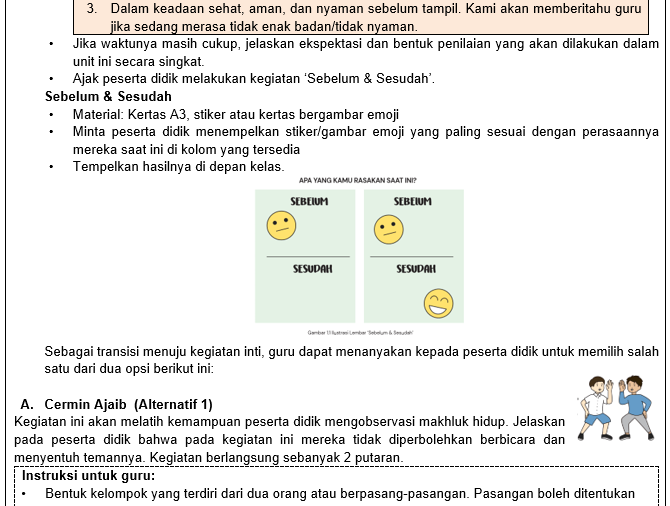 3. Dalam keadaan sehat, aman, dan nyaman sebelum tampil. Kami akan memberitahu guru
jika sedang merasa tidak enak badan/tidak nyaman.
• Jika waktunya masih cukup, jelaskan ekspektasi dan bentuk penilaian yang akan dilakukan dalam
unit ini secara singkat.
• Ajak peserta didik melakukan kegiatan ‘Sebelum & Sesudah’.
Sebelum & Sesudah
• Material: Kertas A3, stiker atau kertas bergambar emoji
• Minta peserta didik menempelkan stiker/gambar emoji yang paling sesuai dengan perasaannya
mereka saat ini di kolom yang tersedia
• Tempelkan hasilnya di depan kelas.
APA YANG KAMU RASAKAN SAAT INI?
SEBELUM
SESUDAH
SEBELUM
SESUDAH
Gambar 1.1 Ilustrasi Lembar "Sebelum & Sesudah"
Sebagai transisi menuju kegiatan inti, guru dapat menanyakan kepada peserta didik untuk memilih salah
satu dari dua opsi berikut ini:
A. Cermin Ajaib (Alternatif 1)
Kegiatan ini akan melatih kemampuan peserta didik mengobservasi makhluk hidup. Jelaskan
pada peserta didik bahwa pada kegiatan ini mereka tidak diperbolehkan berbicara dan
menyentuh temannya. Kegiatan berlangsung sebanyak 2 putaran.
Instruksi untuk guru:
• Bentuk kelompok yang terdiri dari dua orang atau berpasang-pasangan. Pasangan boleh ditentukan